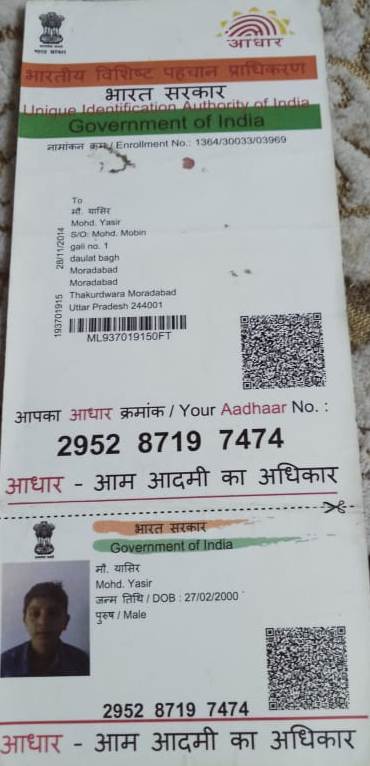 भारत सरकार
आधार
भारतीय विशिष्ट पहचान प्राधिकरण
भारत सरकार
Unique Identification Authority of India
Government of India
नामांकन क्रम / Enrollment No.: 1364/30033/03969
28/11/2014
193701915
To
मौ. यासिर
Mohd. Yasir
S/O: Mohd. Mobin
gali no. 1
daulat bagh
Moradabad
Moradabad
Thakurdwara Moradabad
Uttar Pradesh 244001
ML937019150FT
आपका आधार क्रमांक / Your Aadhaar No. :
2952 8719 7474
आधार - आम आदमी का अधिकार
भारत सरकार
Government of India
मौ. यासिर
Mohd. Yasir
जन्म तिथि / DOB : 27/02/2000
पुरुष / Male
2952 8719 7474
आधार - आम आदमी का अधिकार